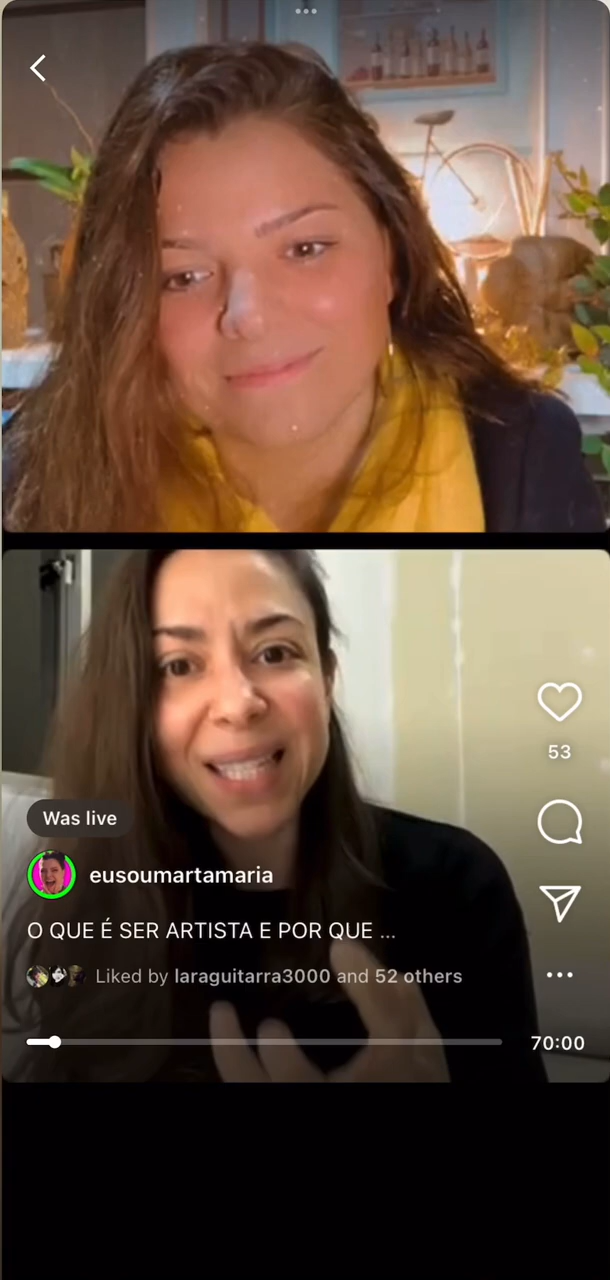 Was live
eusoumartamaria
O QUE É SER ARTISTA E POR QUE ...
Liked by laraguitarra3000 and 52 others
53
70:00